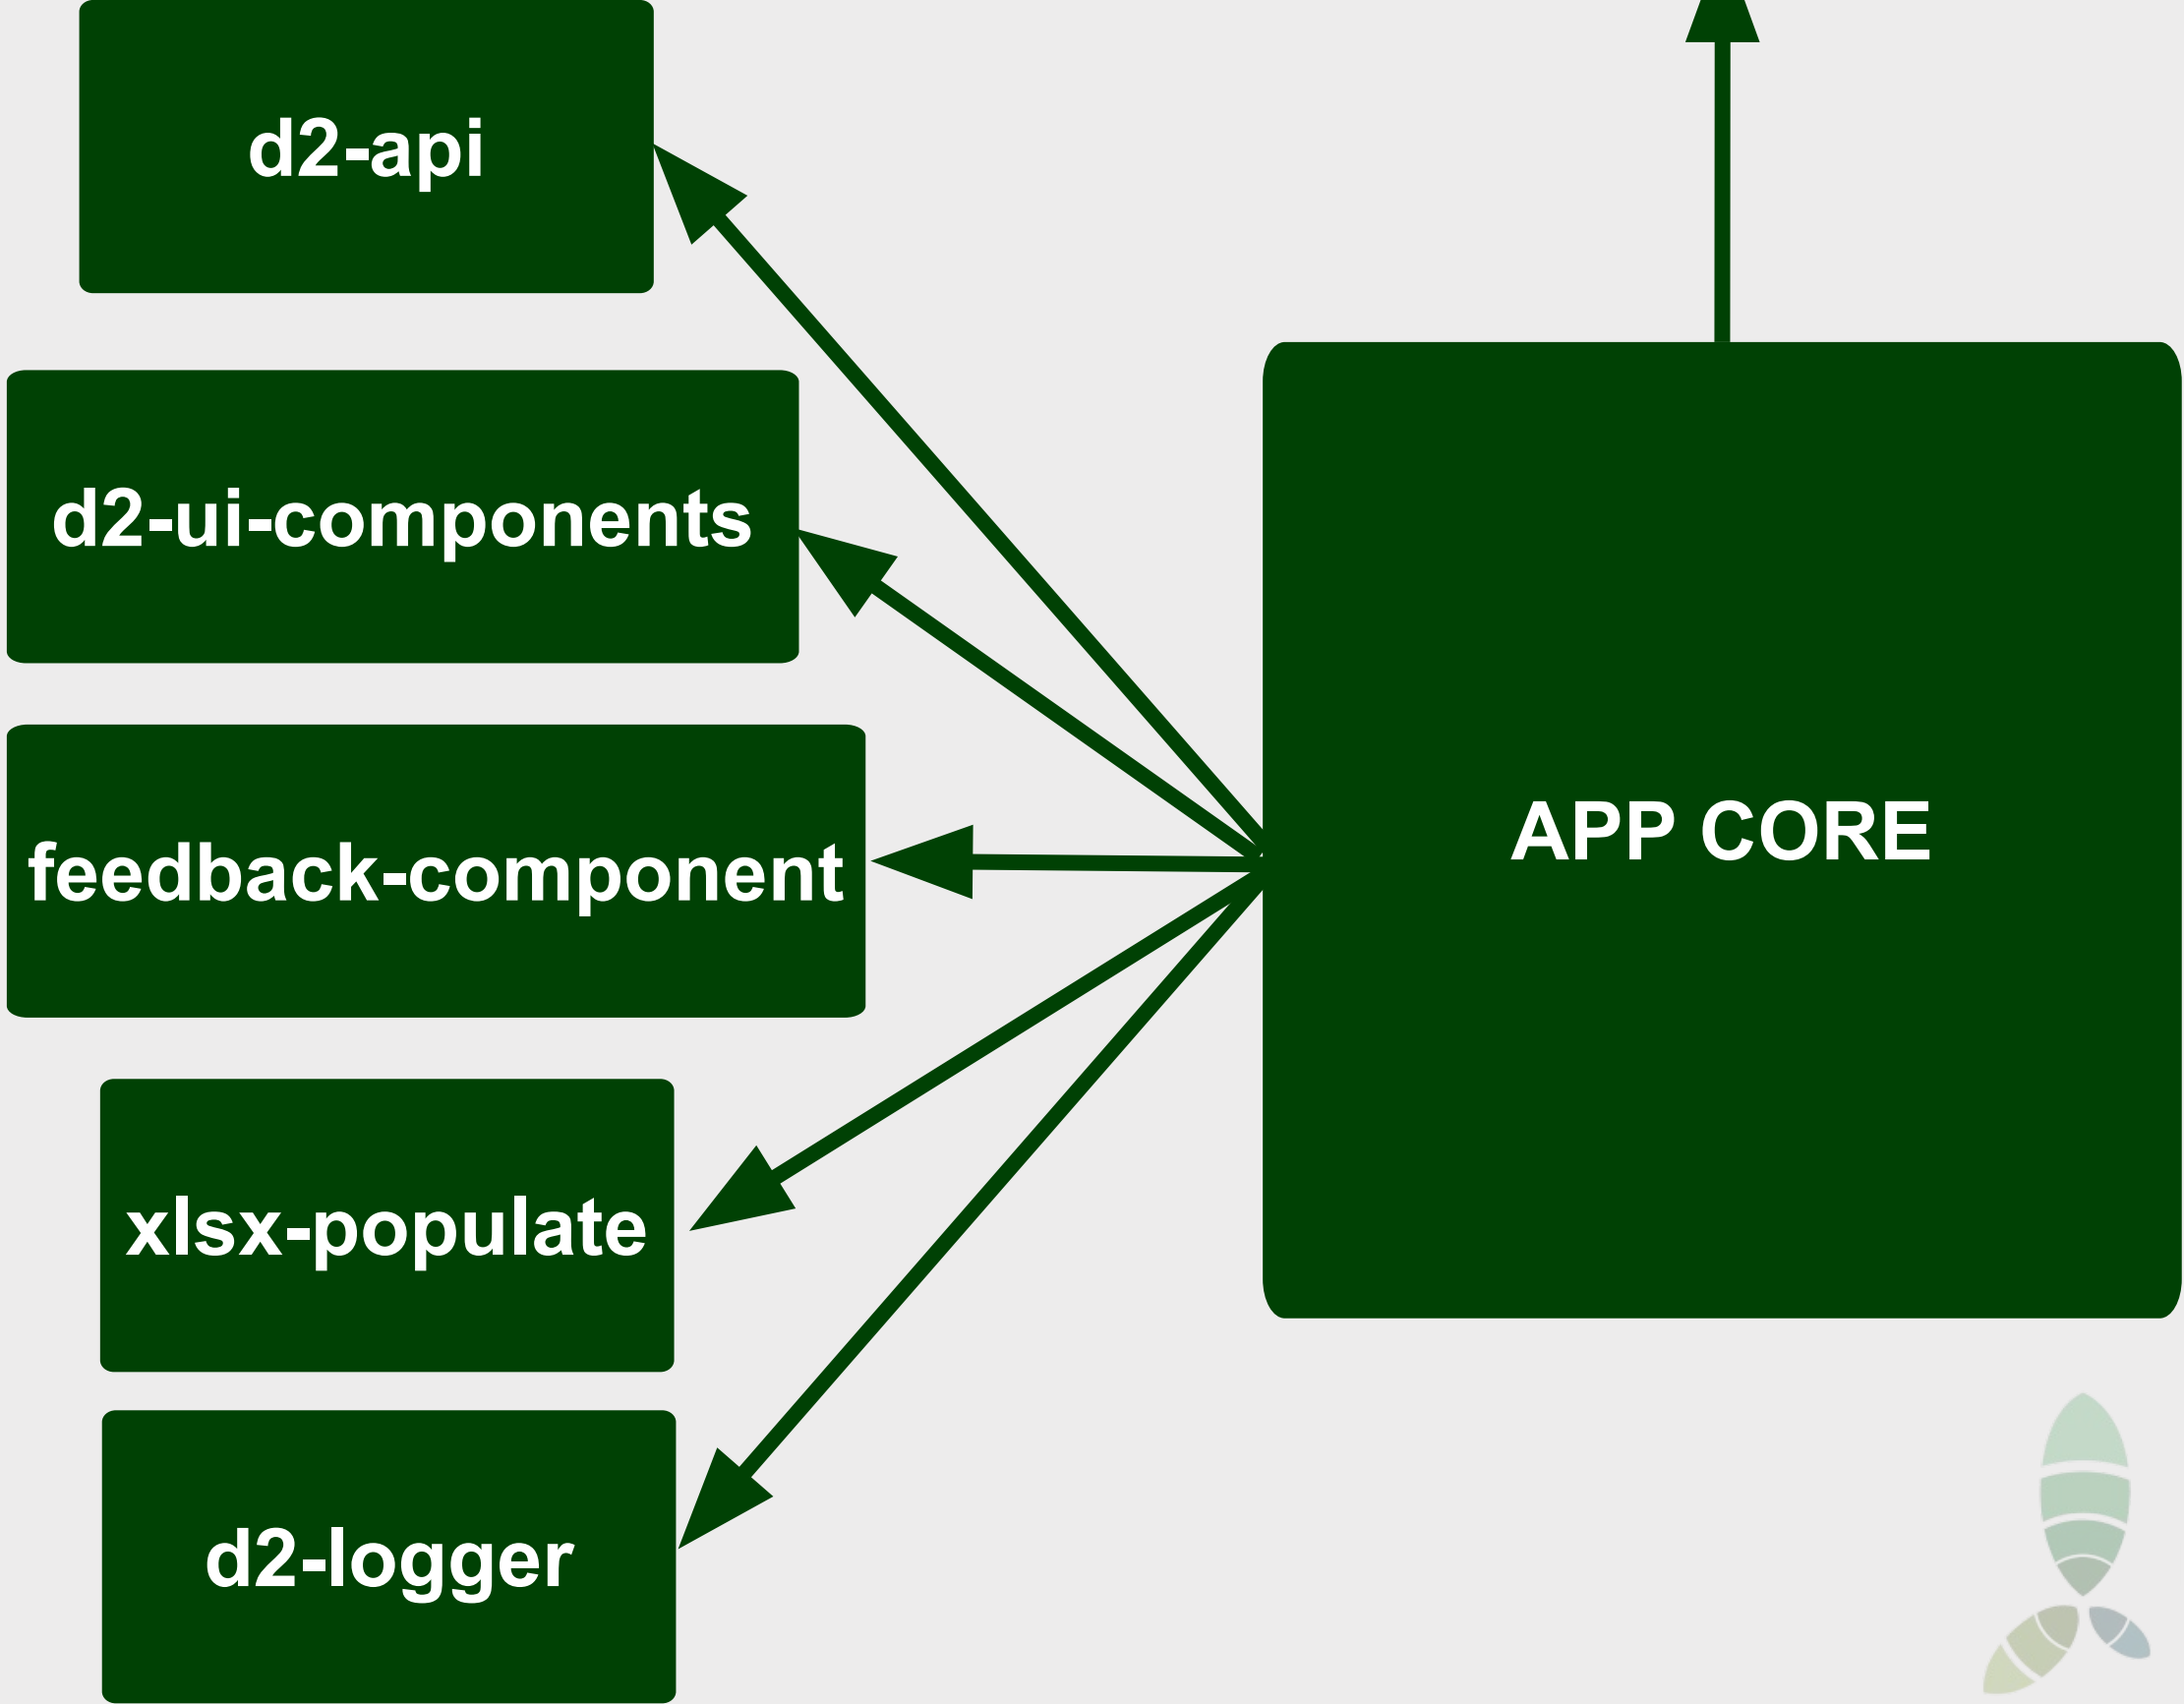 d2-api
d2-ui-components
feedback-component
APP CORE
xlsx-populate
d2-logger